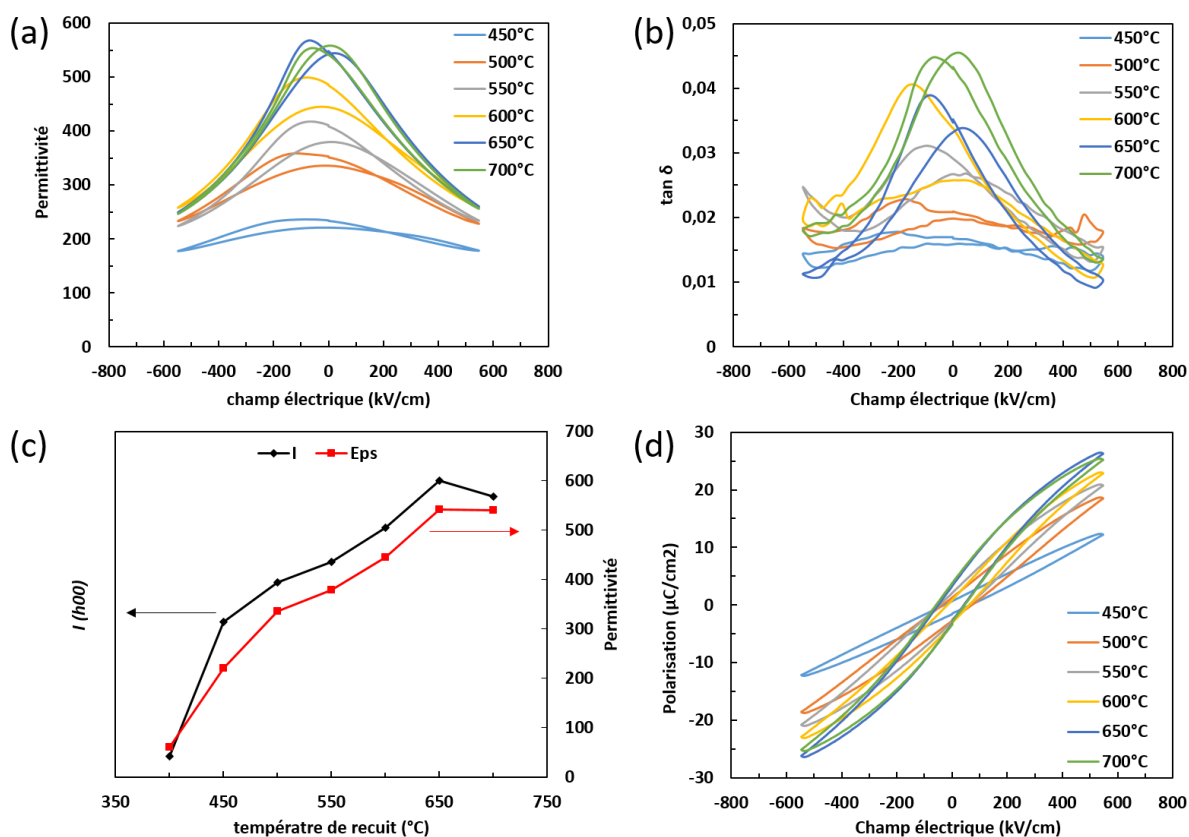 (a)
600
500
400
300
200
100
0
Permittivité
-800 -600 -400 -200 0 200 400 600 800
champ électrique (kV/cm)
450°C
500°C
550°C
600°C
650°C
700°C
(b)
0,05
0,04
0,03
0,02
0,01
0
tan δ
-800 -600 -400 -200 0 200 400 600 800
Champ électrique (kV/cm)
450°C
500°C
550°C
600°C
650°C
700°C
(c)
I Eps
I (h00)
700
600
500
400
300
200
100
0
Permittivité
350 450 550 650 750
températre de recuit (°C)
(d)
30
20
10
0
-10
-20
-30
Polarisation (µC/cm2)
-800 -600 -400 -200 0 200 400 600 800
Champ électrique (kV/cm)
450°C
500°C
550°C
600°C
650°C
700°C